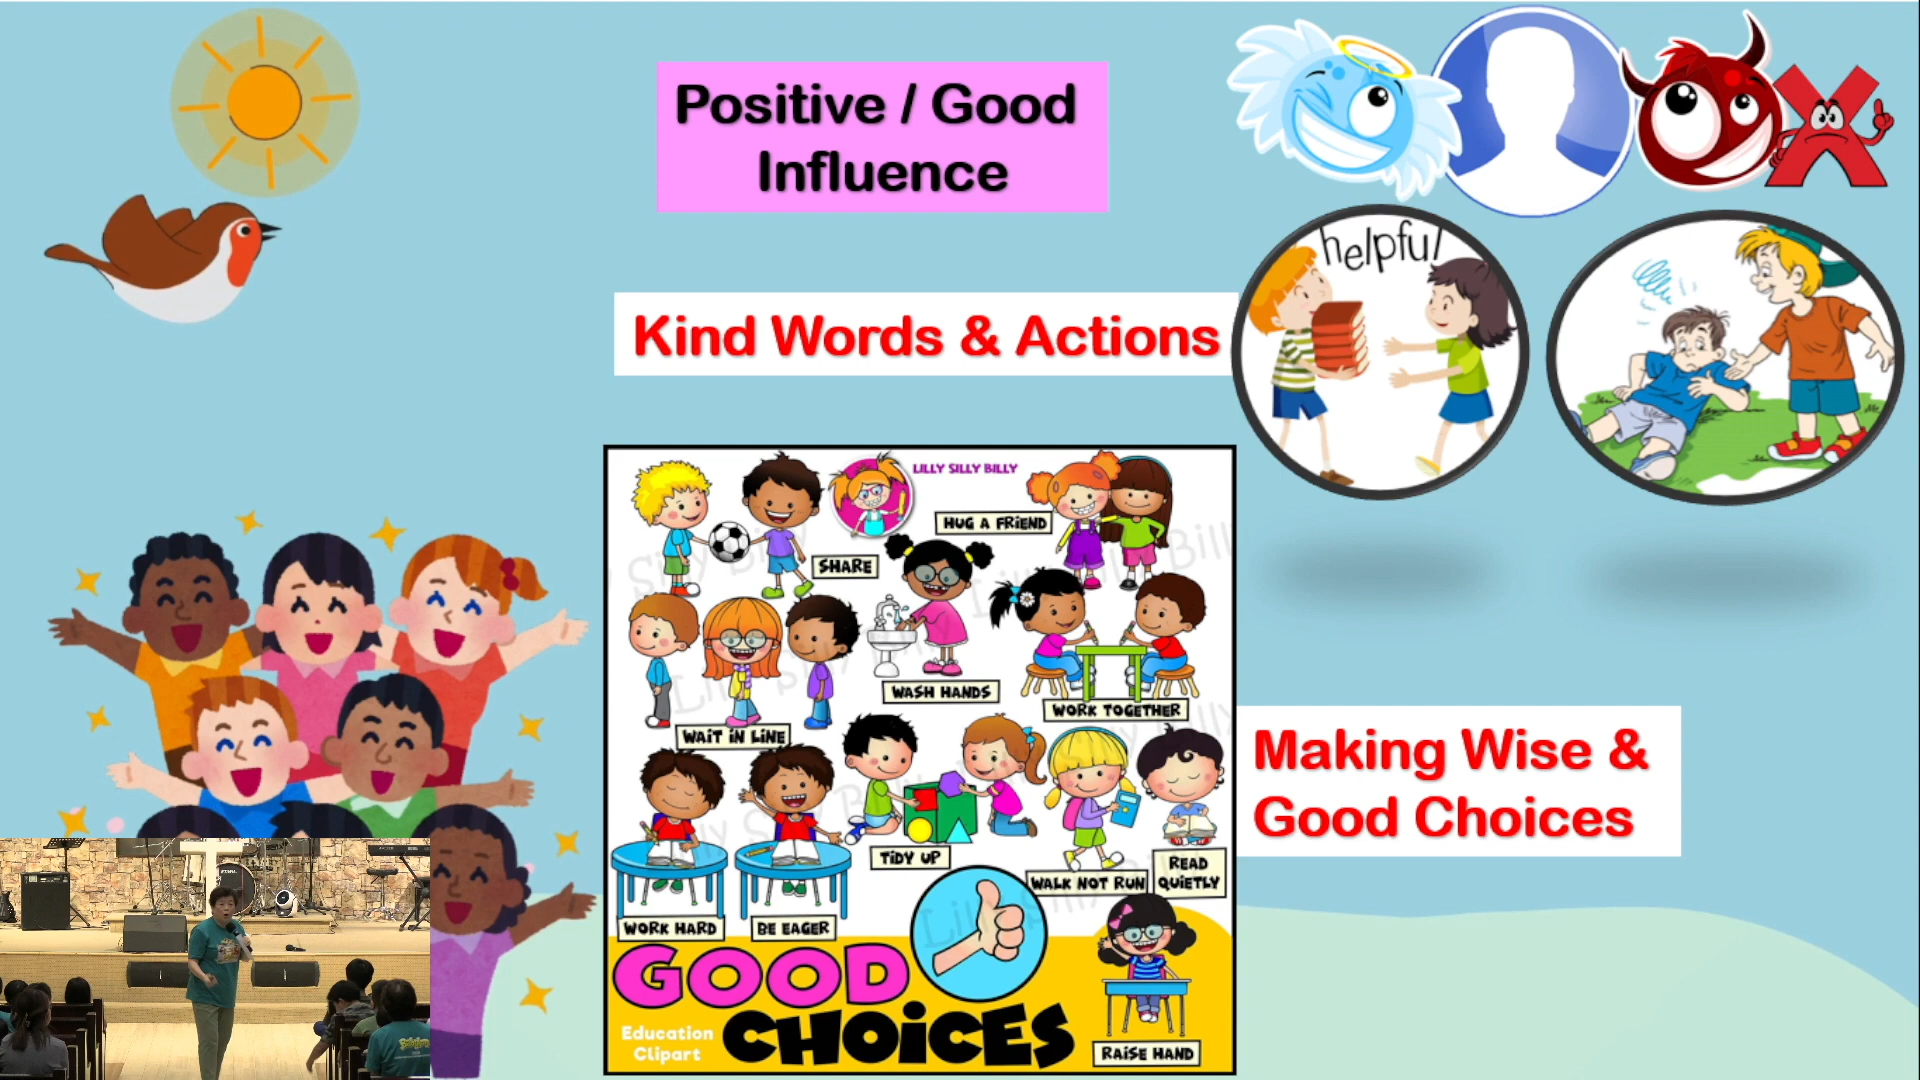 Positive / Good
Influence
helpful
Kind Words & Actions
LILLY SILLY BILLY
HUG A FRIEND
SHARE
WASH HANDS
WORK TOGETHER
WAIT IN LINE
TIDY UP
WALK NOT RUN
READ
QUIETLY
WORK HARD
BE EAGER
Making Wise &
Good Choices
GOOD
CHOICES
Education
Clipart
RAISE HAND